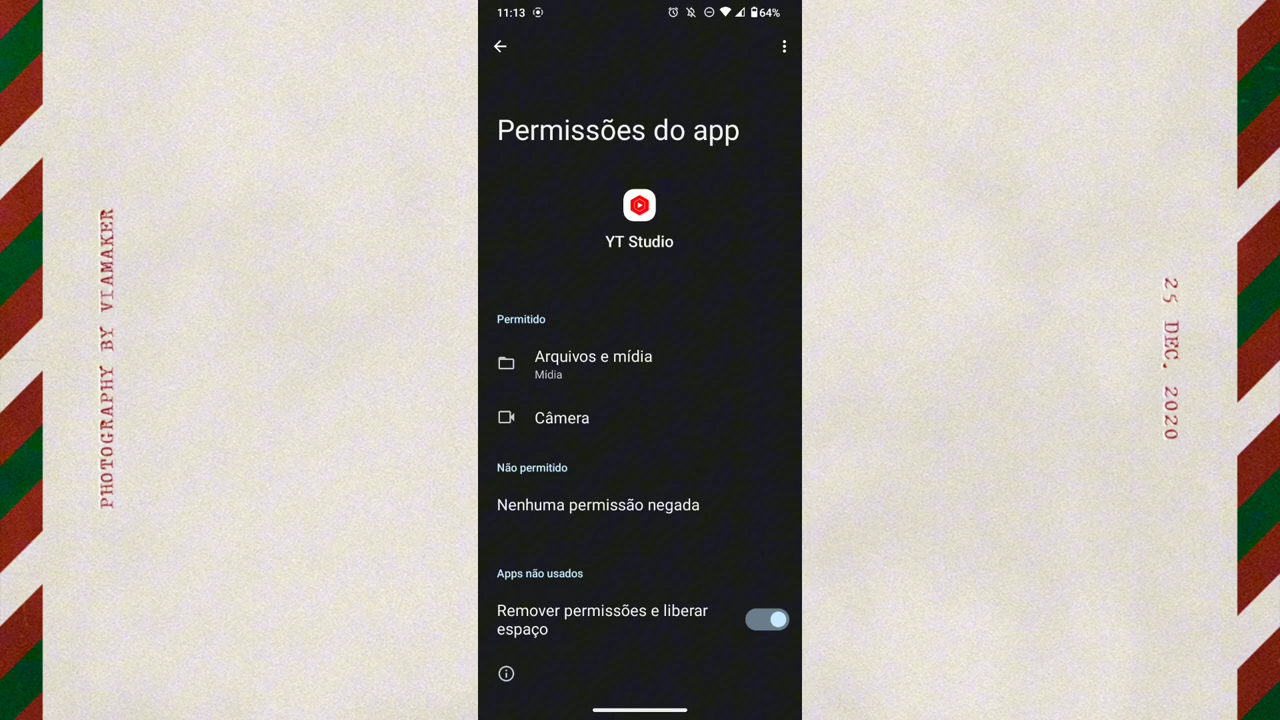 PHOTOGRAPHY BY VIAMAKER
11:13
64%
Permissões do app
YT Studio
Permitido
Arquivos e mídia
Mídia
Câmera
Não permitido
Nenhuma permissão negada
Apps não usados
Remover permissões e liberar
espaço
25 DEC. 2020